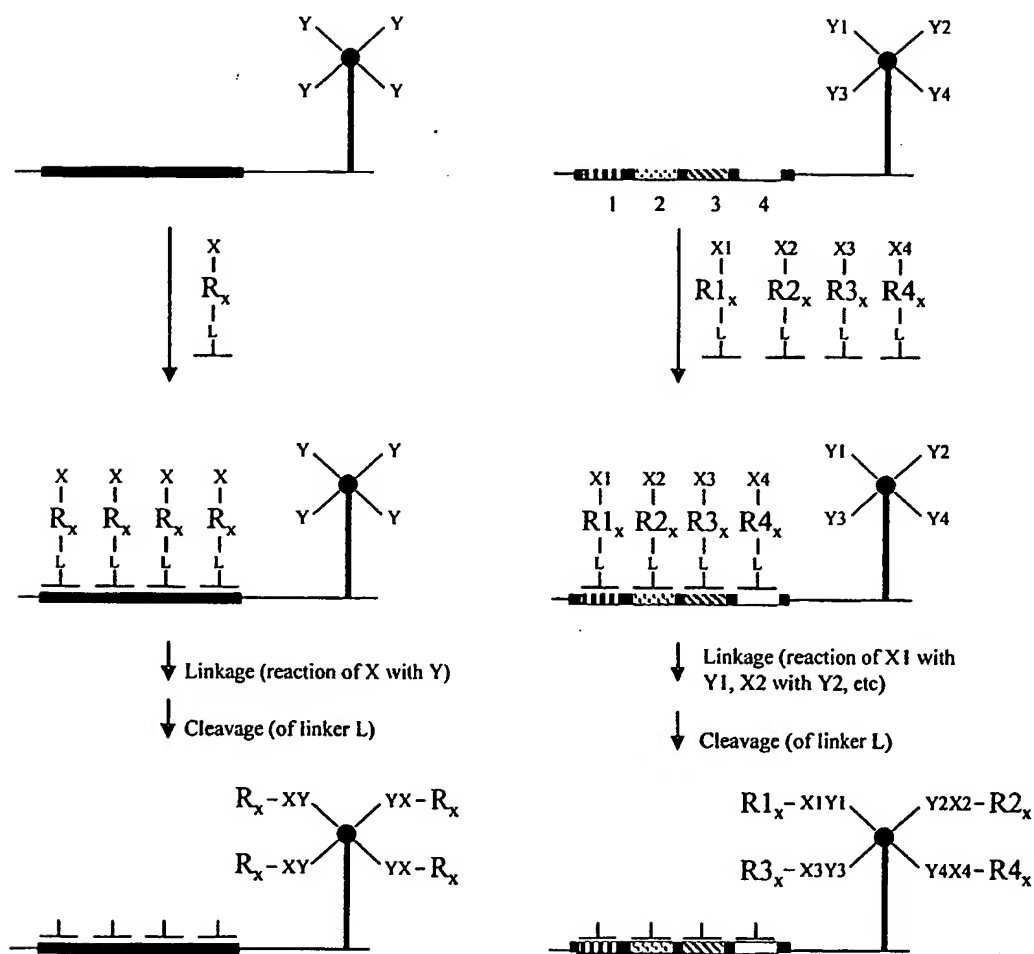 Y Y
Y Y
X
R_x
L
X X X X
R_x R_x R_x R_x
L L L L
Y Y
Y Y
Linkage (reaction of X with Y)
Cleavage (of linker L)
R_x – XY YX – R_x
R_x – XY YX – R_x
Y1 Y2
Y3 Y4
1 2 3 4
X1 X2 X3 X4
R1_x R2_x R3_x R4_x
L L L L
X1 X2 X3 X4
R1_x R2_x R3_x R4_x
L L L L
Y1 Y2
Y3 Y4
Linkage (reaction of X1 with
Y1, X2 with Y2, etc)
Cleavage (of linker L)
R1_x – X1Y1 Y2X2 – R2_x
R3_x – X3Y3 Y4X4 – R4_x